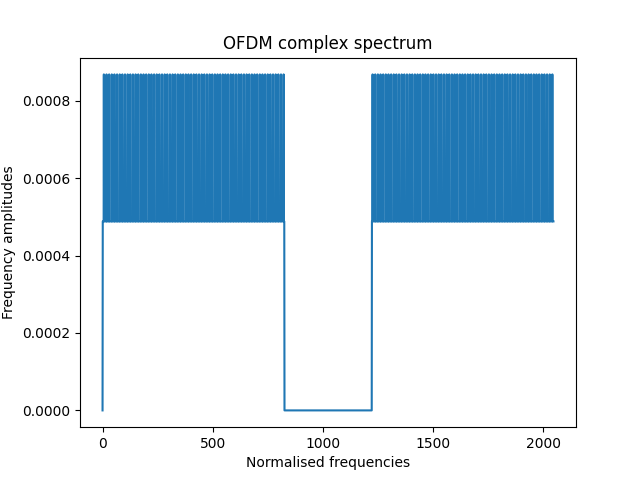 OFDM complex spectrum
Frequency amplitudes
0.0008
0.0006
0.0004
0.0002
0.0000
0 500 1000 1500 2000
Normalised frequencies